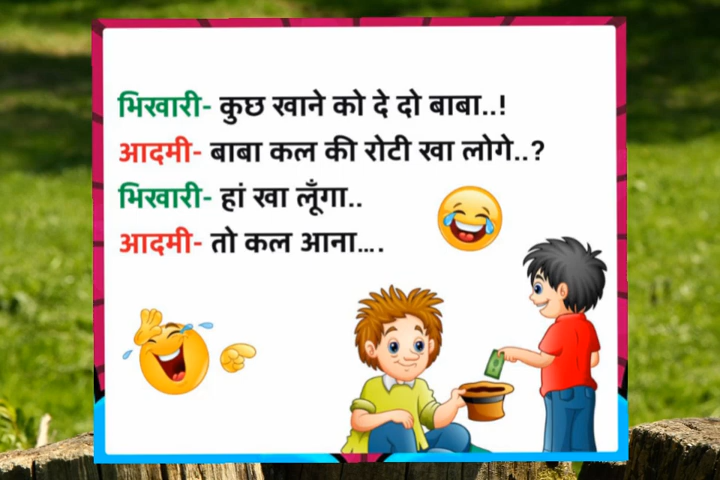 भिखारी- कुछ खाने को दे दो बाबा..!
आदमी- बाबा कल की रोटी खा लोगे..?
भिखारी- हां खा लूँगा..
आदमी- तो कल आना....